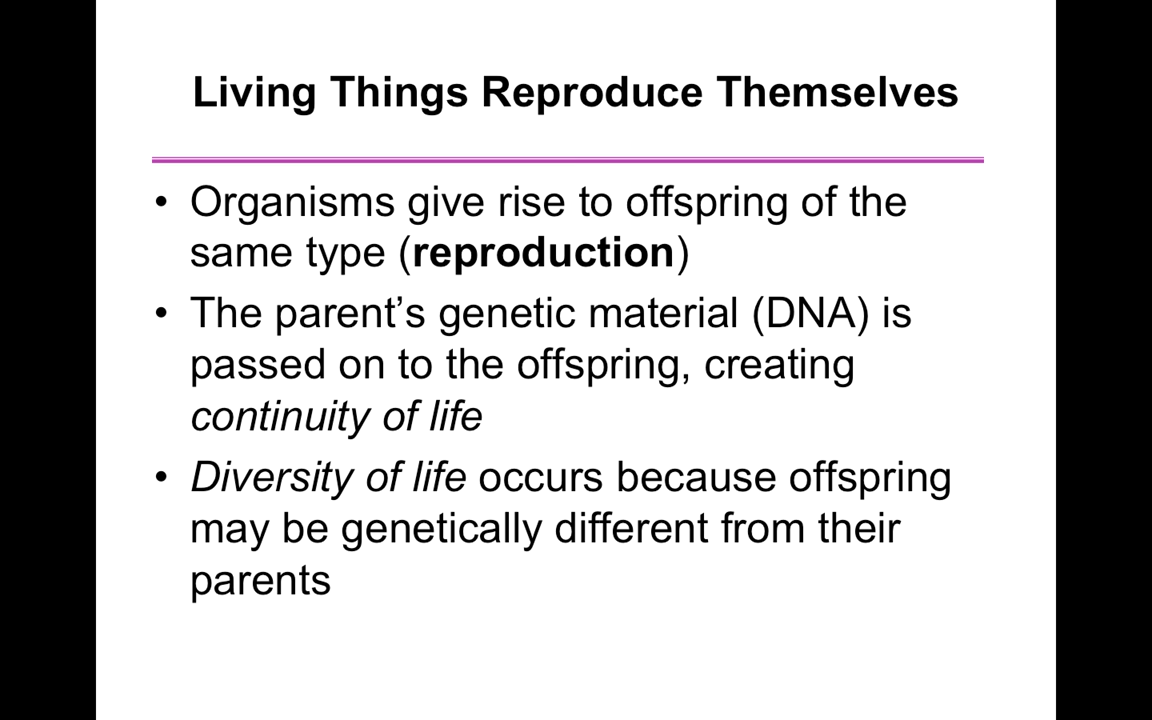 Living Things Reproduce Themselves
• Organisms give rise to offspring of the
same type (reproduction)
• The parent’s genetic material (DNA) is
passed on to the offspring, creating
continuity of life
• Diversity of life occurs because offspring
may be genetically different from their
parents